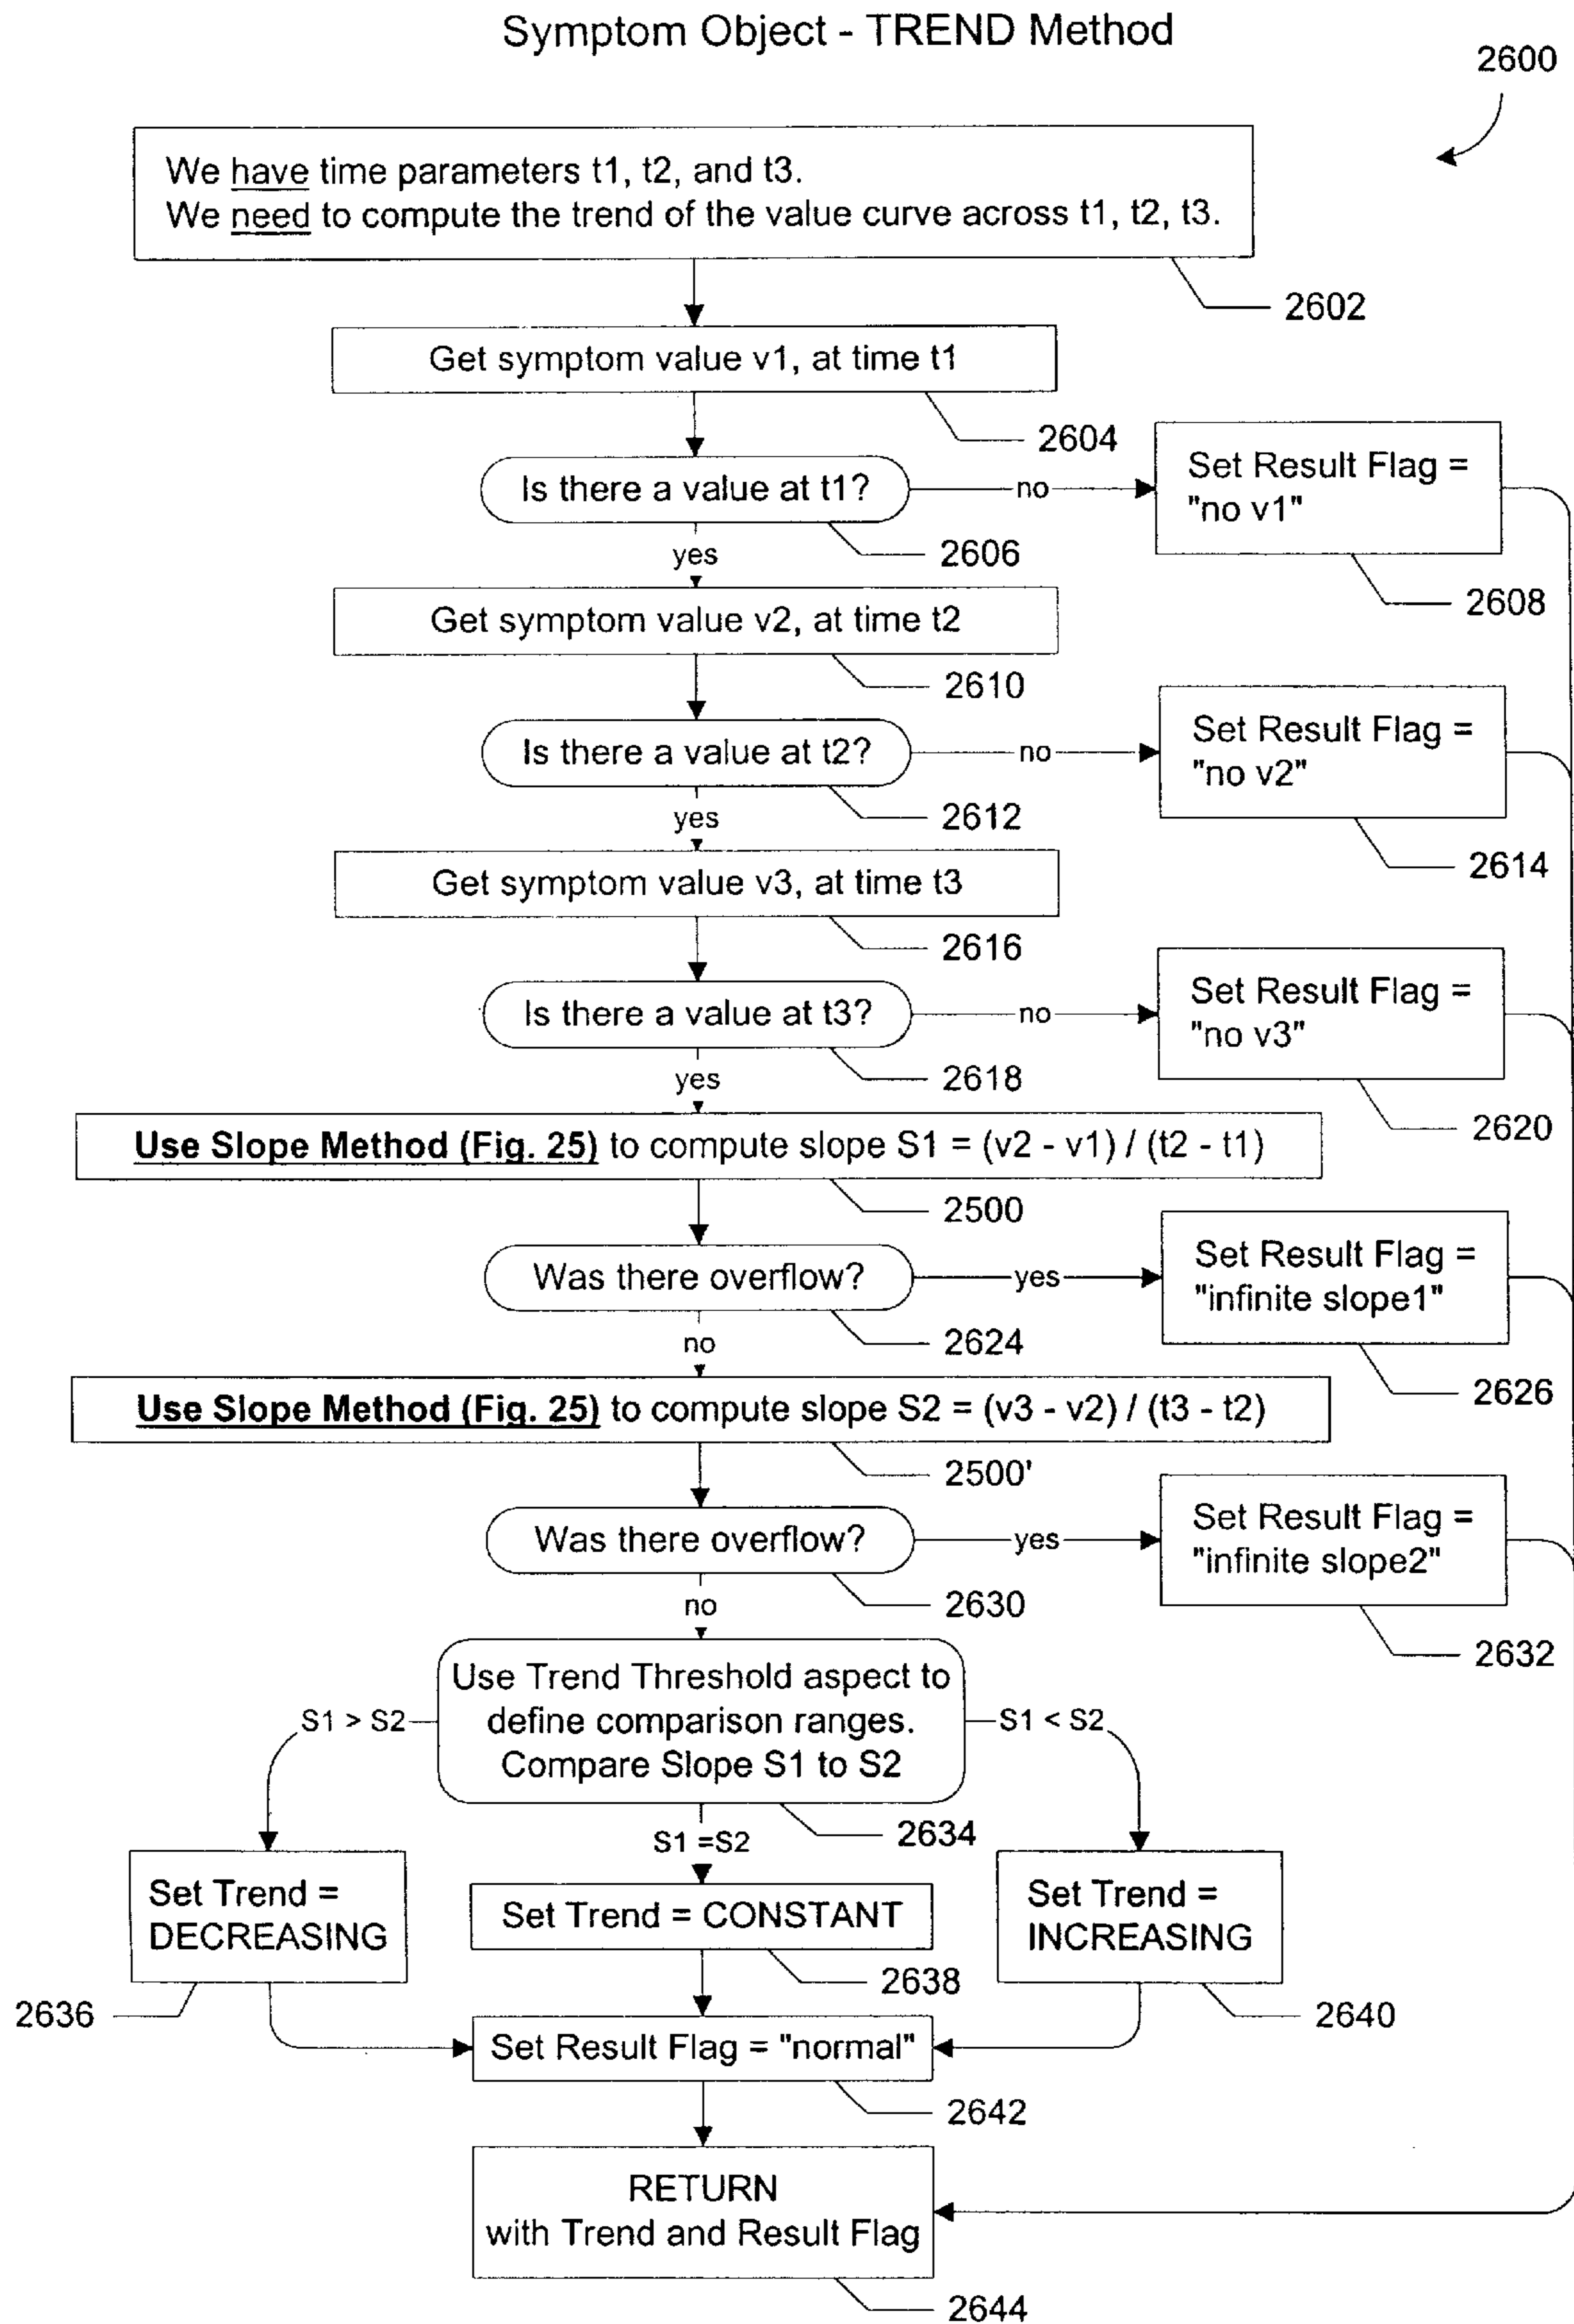 Symptom Object - TREND Method
2600
We have time parameters t1, t2, and t3.
We need to compute the trend of the value curve across t1, t2, t3.
2602
Get symptom value v1, at time t1
2604
Is there a value at t1?
no
Set Result Flag =
"no v1"
2606
2608
yes
Get symptom value v2, at time t2
2610
Is there a value at t2?
no
Set Result Flag =
"no v2"
2612
2614
yes
Get symptom value v3, at time t3
2616
Is there a value at t3?
no
Set Result Flag =
"no v3"
2618
2620
yes
Use Slope Method (Fig. 25) to compute slope S1 = (v2 - v1) / (t2 - t1)
2500
Was there overflow?
yes
Set Result Flag =
"infinite slope1"
2624
2626
no
Use Slope Method (Fig. 25) to compute slope S2 = (v3 - v2) / (t3 - t2)
2500'
Was there overflow?
yes
Set Result Flag =
"infinite slope2"
2630
2632
no
Use Trend Threshold aspect to
define comparison ranges.
Compare Slope S1 to S2
S1 > S2
S1 < S2
2634
S1 =S2
Set Trend =
DECREASING
2636
Set Trend = CONSTANT
2638
Set Trend =
INCREASING
2640
Set Result Flag = "normal"
2642
RETURN
with Trend and Result Flag
2644